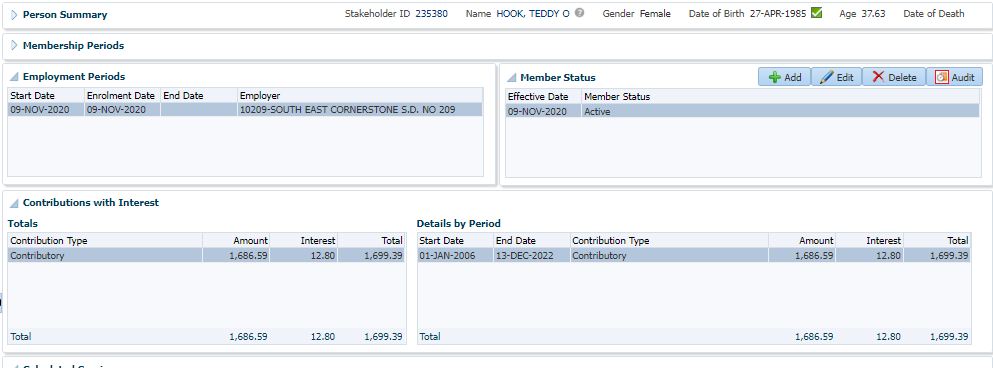 Person Summary Stakeholder ID 235380 Name HOOK, TEDDY O Gender Female Date of Birth 27-APR-1985 Age 37.63 Date of Death
Membership Periods
Employment Periods
Start Date Enrolment Date End Date Employer
09-NOV-2020 09-NOV-2020 10209-SOUTH EAST CORNERSTONE S.D. NO 209
Member Status Add Edit Delete Audit
Effective Date Member Status
09-NOV-2020 Active
Contributions with Interest
Totals
Contribution Type Amount Interest Total
Contributory 1,686.59 12.80 1,699.39
Total 1,686.59 12.80 1,699.39
Details by Period
Start Date End Date Contribution Type Amount Interest Total
01-JAN-2006 13-DEC-2022 Contributory 1,686.59 12.80 1,699.39
Total 1,686.59 12.80 1,699.39